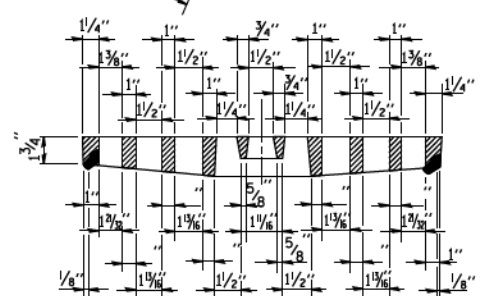 1 1/4" 1" 3/4" 1" 1"
1 3/8" 1 1/2" 1 1/2" 1 1/2" 1 3/8"
1" 1" 3/4" 1" 1 1/4"
1 1/2" 1 1/4" 1 1/4" 1 1/2"
1 3/4"
1" " 5/8" " " "
1 21/32" 1 13/16" 1 11/16" 1 13/16" 1 21/32"
" " 5/8" " 1"
1/8" 1 13/16" 1 1/2" 1 1/2" 1 13/16" 1/8"